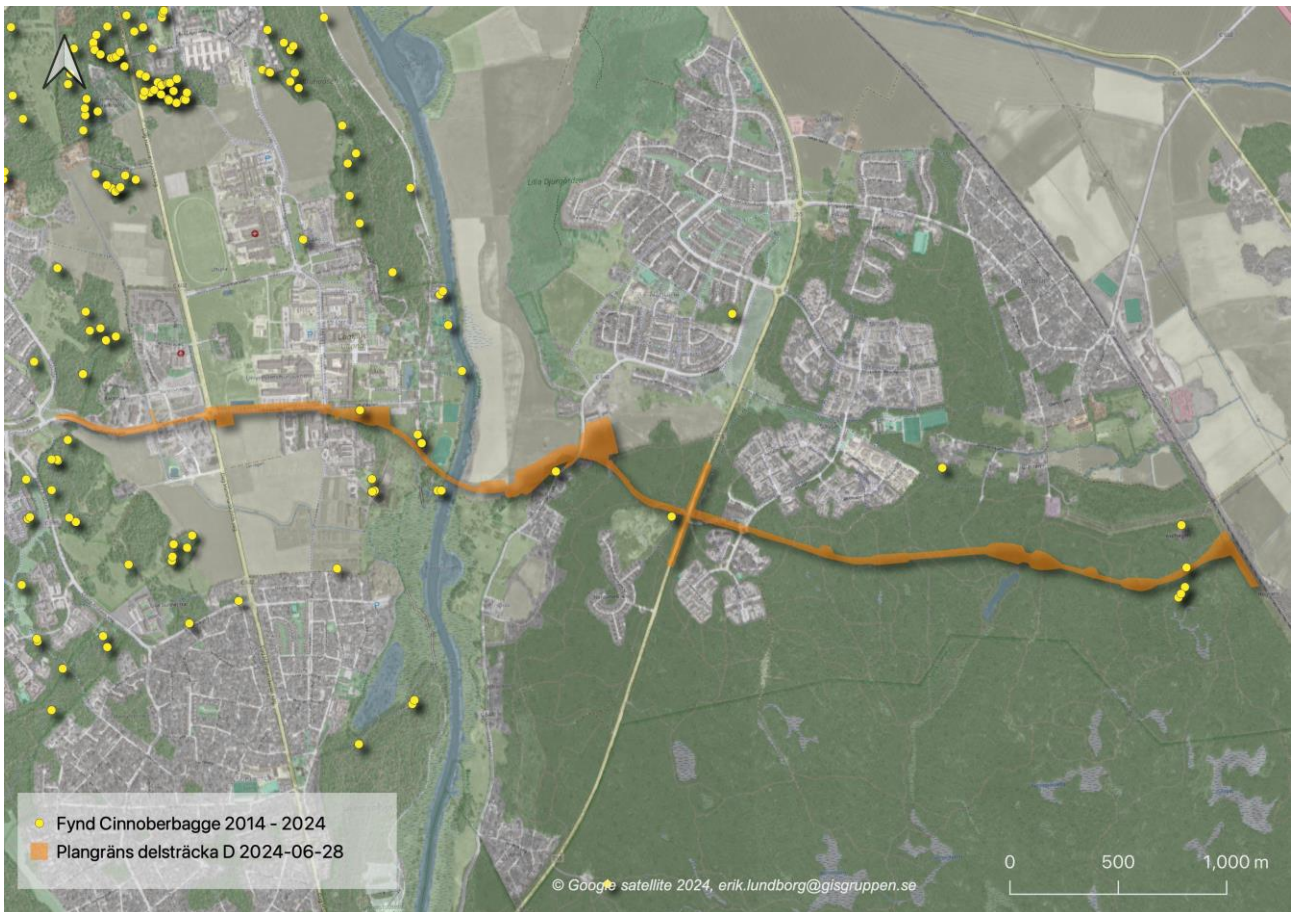 Lilla Djurgården
Fynd Cinnoberbagge 2014 - 2024
Plangräns delsträcka D 2024-06-28
© Google satellite 2024, erik.lundborg@gisgruppen.se
0 500 1,000 m